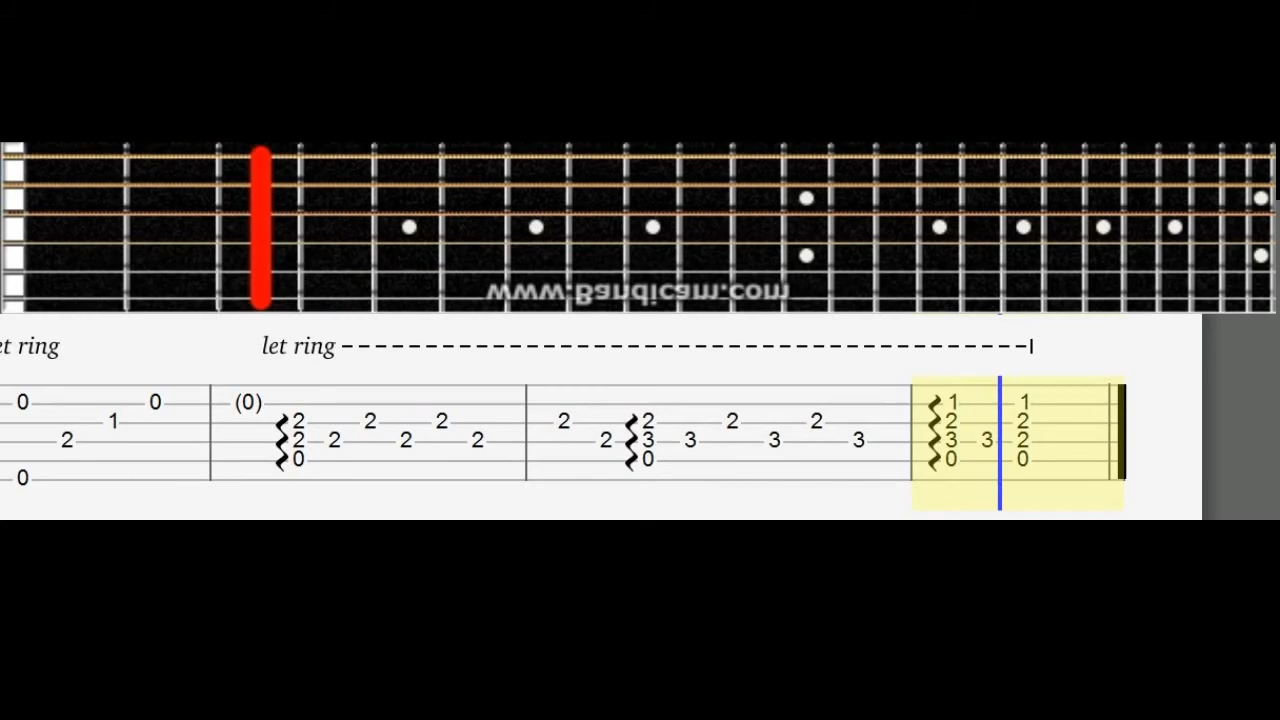 www.Bandicam.com
et ring let ring
0 0 (0) 1 1
1 2 2 2 2 2 2 2 2 2
2 2 2 2 2 2 3 3 3 3 3 3 2
0 0 0 0
0